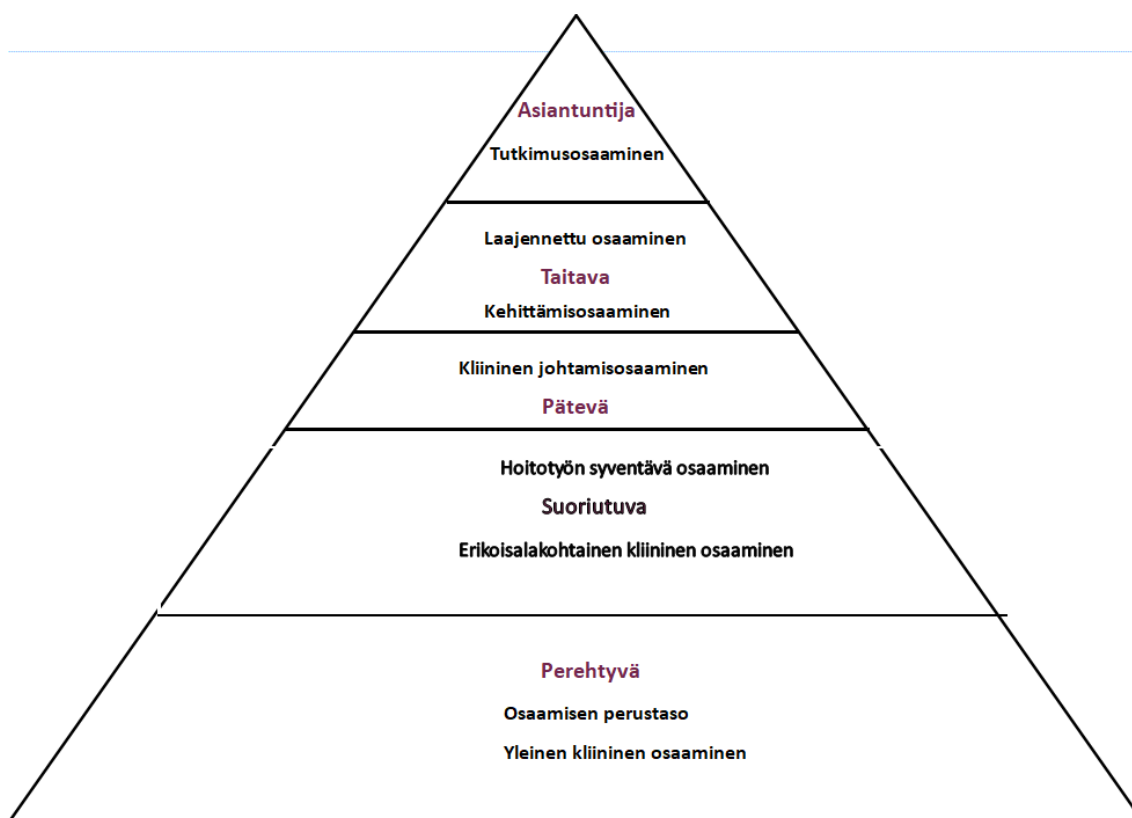 Asiantuntija
Tutkimusosaaminen
Laajennettu osaaminen
Taitava
Kehittämisosaaminen
Kliininen johtamisosaaminen
Pätevä
Hoitotyön syventävä osaaminen
Suoriutuva
Erikoisalakohtainen kliininen osaaminen
Perehtyvä
Osaamisen perustaso
Yleinen kliininen osaaminen